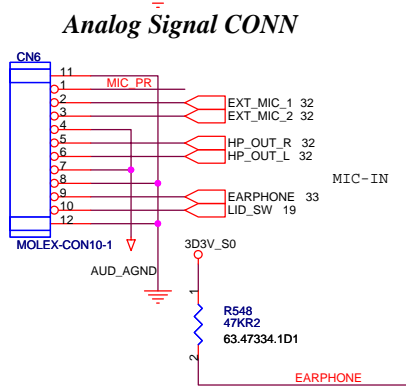 Analog Signal CONN
CN6
11
1 MIC_PR
2 EXT_MIC_1 32
3 EXT_MIC_2 32
4
5 HP_OUT_R 32
6 HP_OUT_L 32
7
8
9 EARPHONE 33
10 LID_SW 19
12
MIC-IN
MOLEX-CON10-1
AUD_AGND
3D3V_S0
1
R548
47KR2
63.47334.1D1
2
EARPHONE